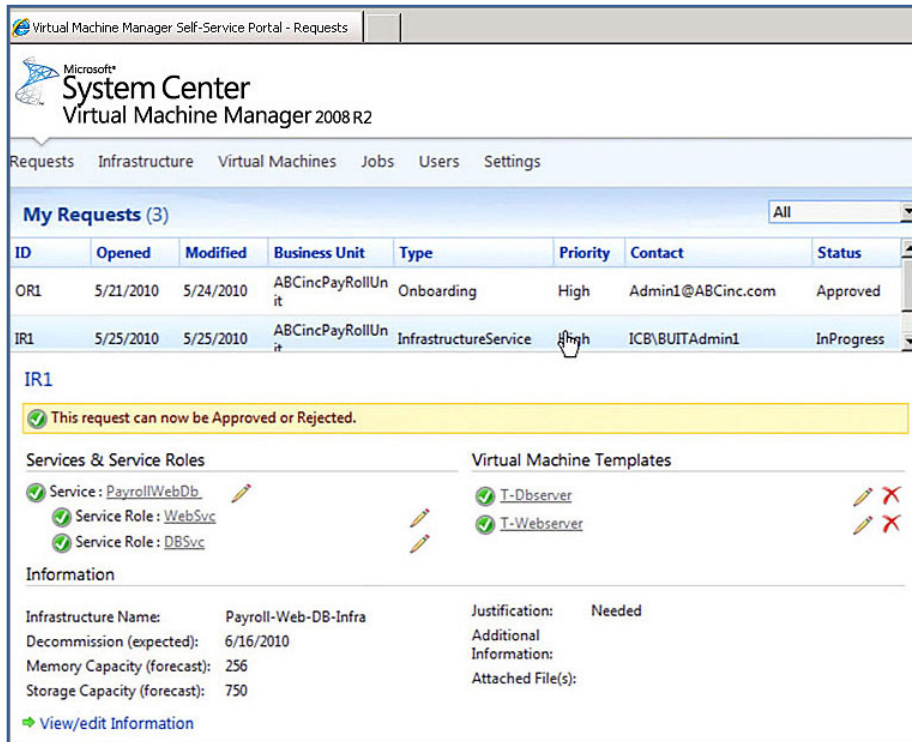 Virtual Machine Manager Self-Service Portal - Requests
Microsoft®
System Center
Virtual Machine Manager 2008 R2
Requests Infrastructure Virtual Machines Jobs Users Settings
My Requests (3) All
ID Opened Modified Business Unit Type Priority Contact Status
OR1 5/21/2010 5/24/2010 ABCincPayRollUn Onboarding High Admin1@ABCinc.com Approved
it
IR1 5/25/2010 5/25/2010 ABCincPayRollUn InfrastructureService High ICB\BUITAdmin1 InProgress
it
IR1
This request can now be Approved or Rejected.
Services & Service Roles
Service : PayrollWebDb
Service Role : WebSvc
Service Role : DBSvc
Virtual Machine Templates
T-Dbserver
T-Webserver
Information
Infrastructure Name: Payroll-Web-DB-Infra
Decommission (expected): 6/16/2010
Memory Capacity (forecast): 256
Storage Capacity (forecast): 750
Justification: Needed
Additional
Information:
Attached File(s):
View/edit Information